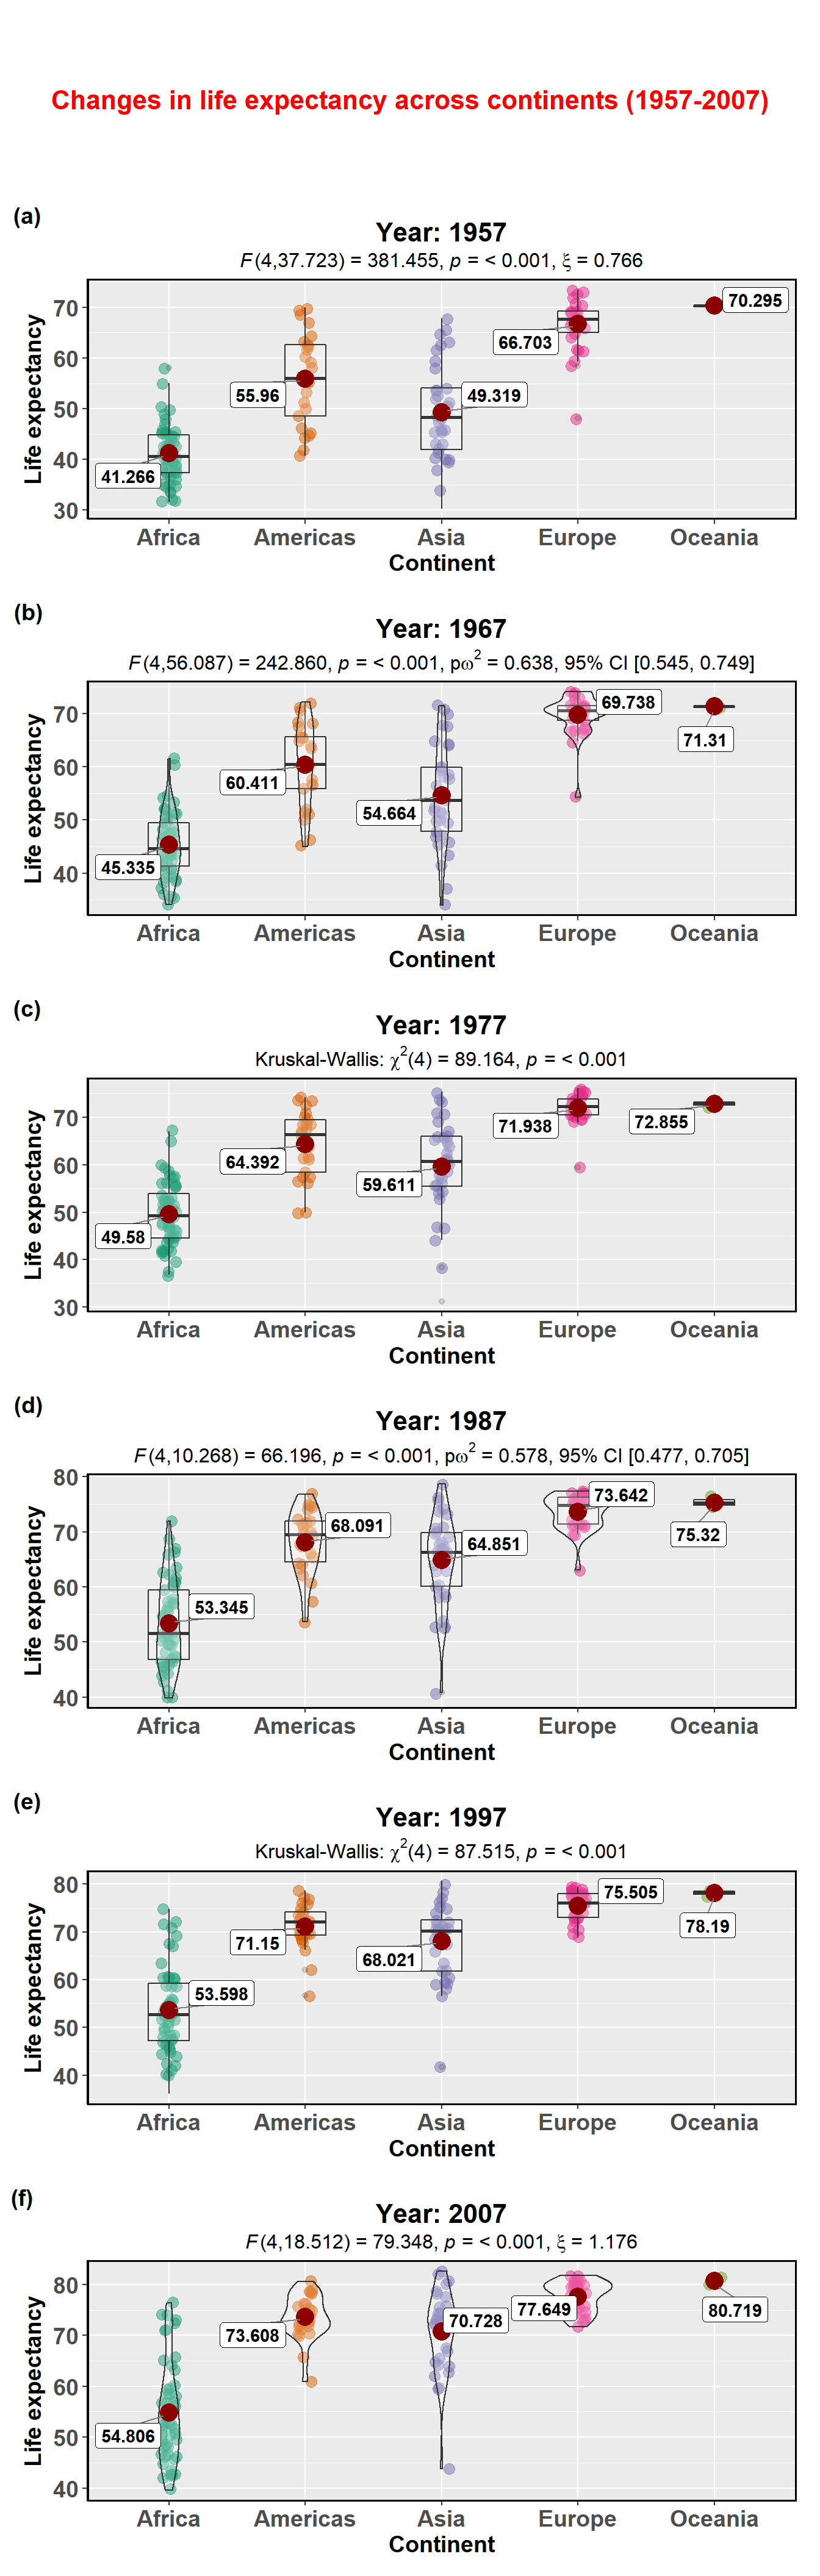 Changes in life expectancy across continents (1957-2007)
(a)
Year: 1957
F(4,37.723) = 381.455, p = < 0.001, ξ = 0.766
Life expectancy
70
60
50
40
30
41.266
55.96
49.319
66.703
70.295
Africa Americas Asia Europe Oceania
Continent
(b)
Year: 1967
F(4,56.087) = 242.860, p = < 0.001, pω² = 0.638, 95% CI [0.545, 0.749]
Life expectancy
70
60
50
40
45.335
60.411
54.664
69.738
71.31
Africa Americas Asia Europe Oceania
Continent
(c)
Year: 1977
Kruskal-Wallis: χ²(4) = 89.164, p = < 0.001
Life expectancy
70
60
50
40
30
49.58
64.392
59.611
71.938
72.855
Africa Americas Asia Europe Oceania
Continent
(d)
Year: 1987
F(4,10.268) = 66.196, p = < 0.001, pω² = 0.578, 95% CI [0.477, 0.705]
Life expectancy
80
70
60
50
40
53.345
68.091
64.851
73.642
75.32
Africa Americas Asia Europe Oceania
Continent
(e)
Year: 1997
Kruskal-Wallis: χ²(4) = 87.515, p = < 0.001
Life expectancy
80
70
60
50
40
53.598
71.15
68.021
75.505
78.19
Africa Americas Asia Europe Oceania
Continent
(f)
Year: 2007
F(4,18.512) = 79.348, p = < 0.001, ξ = 1.176
Life expectancy
80
70
60
50
40
54.806
73.608
70.728
77.649
80.719
Africa Americas Asia Europe Oceania
Continent